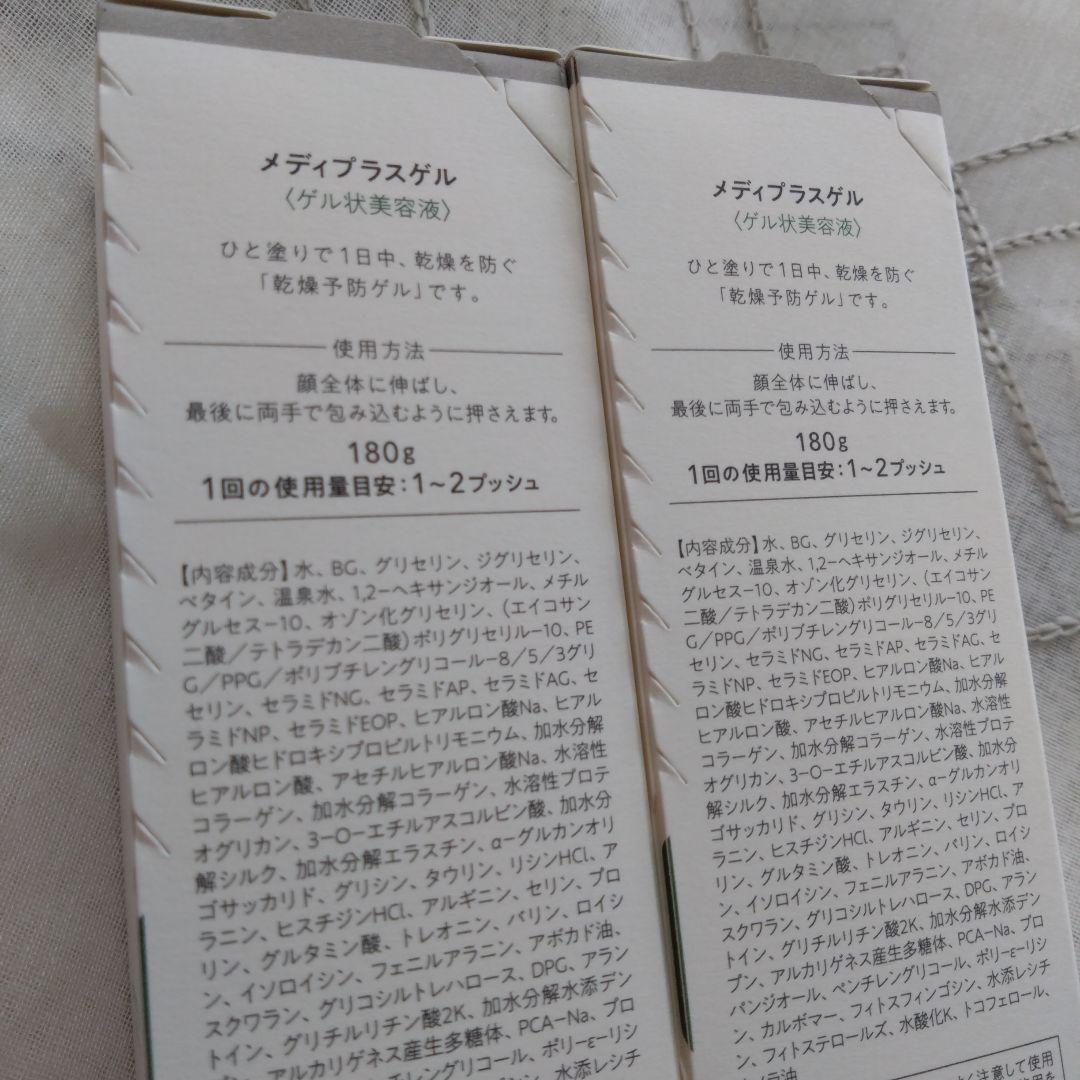 メディプラスゲル
〈ゲル状美容液〉
ひと塗りで1日中、乾燥を防ぐ
「乾燥予防ゲル」です。
使用方法
顔全体に伸ばし、
最後に両手で包み込むように押さえます。
180g
1回の使用量目安：1～2プッシュ
【内容成分】水、BG、グリセリン、ジグリセリン、
ベタイン、温泉水、1,2-ヘキサンジオール、メチル
グルセス-10、オゾン化グリセリン、（エイコサン
二酸／テトラデカン二酸）ポリグリセリル-10、PE
G／PPG／ポリブチレングリコール-8／5／3グリ
セリン、セラミドNG、セラミドAP、セラミドAG、セ
ラミドNP、セラミドEOP、ヒアルロン酸Na、ヒアル
ロン酸ヒドロキシプロピルトリモニウム、加水分解
ヒアルロン酸、アセチルヒアルロン酸Na、水溶性
コラーゲン、加水分解コラーゲン、水溶性プロテ
オグリカン、3-O-エチルアスコルビン酸、加水分
解シルク、加水分解エラスチン、α-グルカンオリ
ゴサッカリド、グリシン、タウリン、リシンHCl、ア
ラニン、ヒスチジンHCl、アルギニン、セリン、プロ
リン、グルタミン酸、トレオニン、バリン、ロイシ
ン、イソロイシン、フェニルアラニン、アボカド油、
スクワラン、グリコシルトレハロース、DPG、アラン
トイン、グリチルリチン酸2K、加水分解水添デン
アルカリゲネス産生多糖体、PCA-Na、プロ
ペンチレングリコール、ポリ-ε-リシ
水添レシチ
メディプラスゲル
〈ゲル状美容液〉
ひと塗りで1日中、乾燥を防ぐ
「乾燥予防ゲル」です。
使用方法
顔全体に伸ばし、
最後に両手で包み込むように押さえます。
180g
1回の使用量目安：1～2プッシュ
【内容成分】水、BG、グリセリン、ジグリセリン、
ベタイン、温泉水、1,2-ヘキサンジオール、メチル
グルセス-10、オゾン化グリセリン、（エイコサン
二酸／テトラデカン二酸）ポリグリセリル-10、PE
G／PPG／ポリブチレングリコール-8／5／3グリ
セリン、セラミドNG、セラミドAP、セラミドAG、セ
ラミドNP、セラミドEOP、ヒアルロン酸Na、ヒアル
ロン酸ヒドロキシプロピルトリモニウム、加水分解
ヒアルロン酸、アセチルヒアルロン酸Na、水溶性
コラーゲン、加水分解コラーゲン、水溶性プロテ
オグリカン、3-O-エチルアスコルビン酸、加水分
解シルク、加水分解エラスチン、α-グルカンオリ
ゴサッカリド、グリシン、タウリン、リシンHCl、ア
ラニン、ヒスチジンHCl、アルギニン、セリン、プロ
リン、グルタミン酸、トレオニン、バリン、ロイシ
ン、イソロイシン、フェニルアラニン、アボカド油、
スクワラン、グリコシルトレハロース、DPG、アラン
トイン、グリチルリチン酸2K、加水分解水添デン
プン、アルカリゲネス産生多糖体、PCA-Na、プロ
パンジオール、ペンチレングリコール、ポリ-ε-リシ
ン、カルボマー、フィトスフィンゴシン、水添レシチ
ン、フィトステロールズ、水酸化K、トコフェロール、
注意して使用